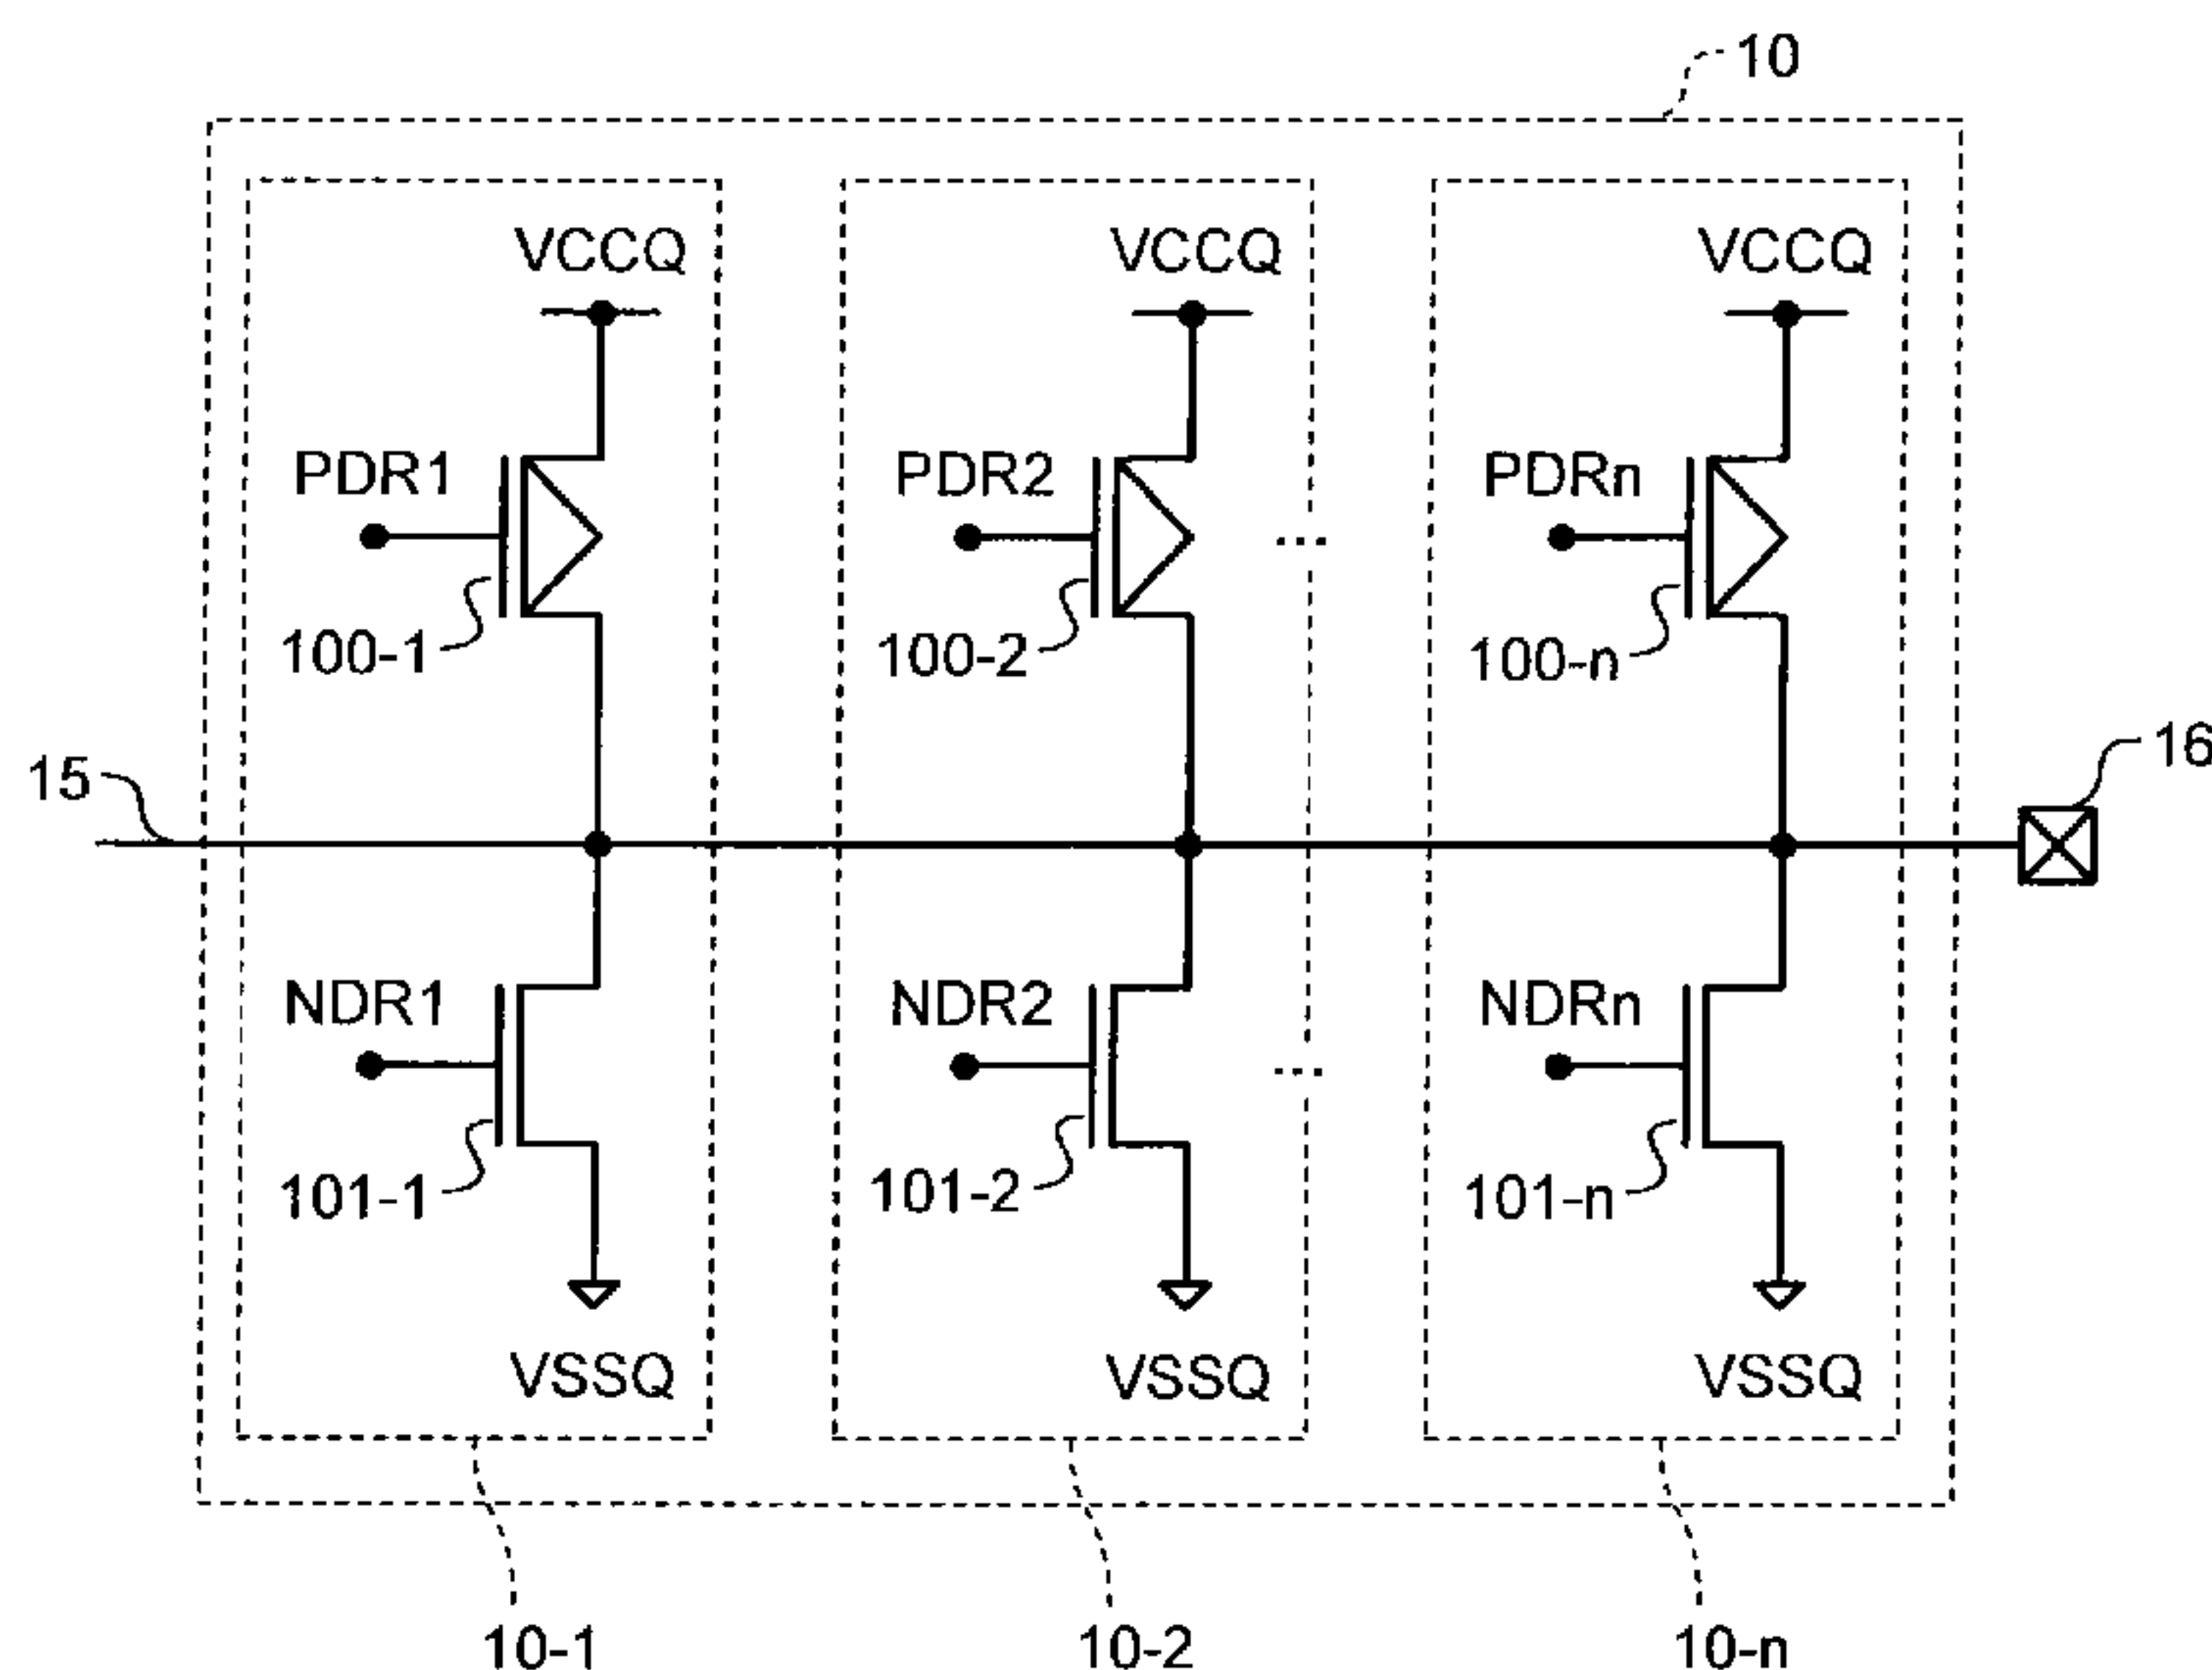 10
VCCQ VCCQ VCCQ
PDR1 PDR2 PDRn
100-1 100-2 100-n
15 16
NDR1 NDR2 NDRn
101-1 101-2 101-n
VSSQ VSSQ VSSQ
10-1 10-2 10-n